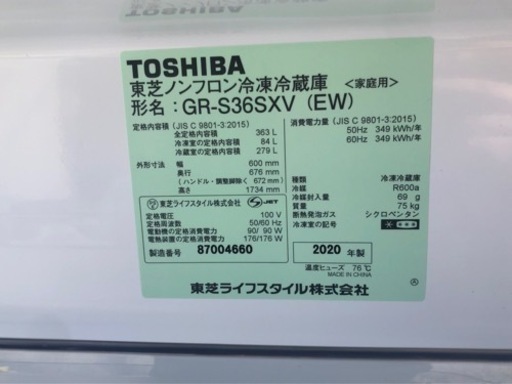 TOSHIBA
東芝ノンフロン冷凍冷蔵庫 <家庭用>
形名：GR-S36SXV (EW)
定格内容積 (JIS C 9801-3:2015)
全定格内容積 363 L
冷凍室の定格内容積 84 L
冷蔵室の定格内容積 279 L
外形寸法 幅 600 mm
奥行 676 mm
(ハンドル・調整脚含む 672 mm)
高さ 1734 mm
東芝ライフスタイル株式会社 S-JET
定格電圧 100 V
定格周波数 50/60 Hz
電動機の定格消費電力 90/ 90 W
電熱装置の定格消費電力 176/176 W
製造番号 87004660
消費電力量 (JIS C 9801-3:2015)
50Hz 349 kWh/年
60Hz 349 kWh/年
種類 冷凍冷蔵庫
冷媒 R600a
冷媒封入量 69 g
質量 75 kg
断熱発泡ガス シクロペンタン
冷凍室の記号
2020 年製
温度ヒューズ 76℃
MADE IN CHINA
東芝ライフスタイル株式会社